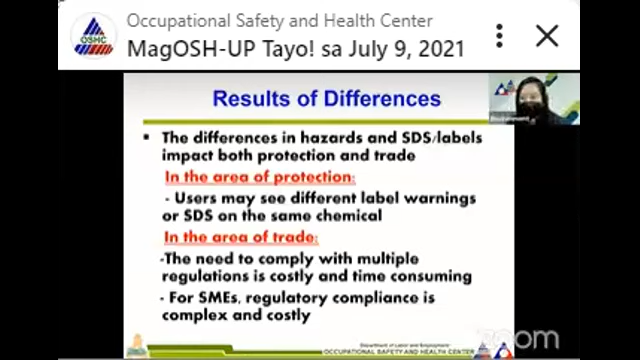 Occupational Safety and Health Center
MagOSH-UP Tayo! sa July 9, 2021
OSHC
Results of Differences
▪ The differences in hazards and SDS/labels
impact both protection and trade
In the area of protection:
- Users may see different label warnings
or SDS on the same chemical
In the area of trade:
-The need to comply with multiple
regulations is costly and time consuming
- For SMEs, regulatory compliance is
complex and costly
Department of Labor and Employment
OCCUPATIONAL SAFETY AND HEALTH CENTER
zoom